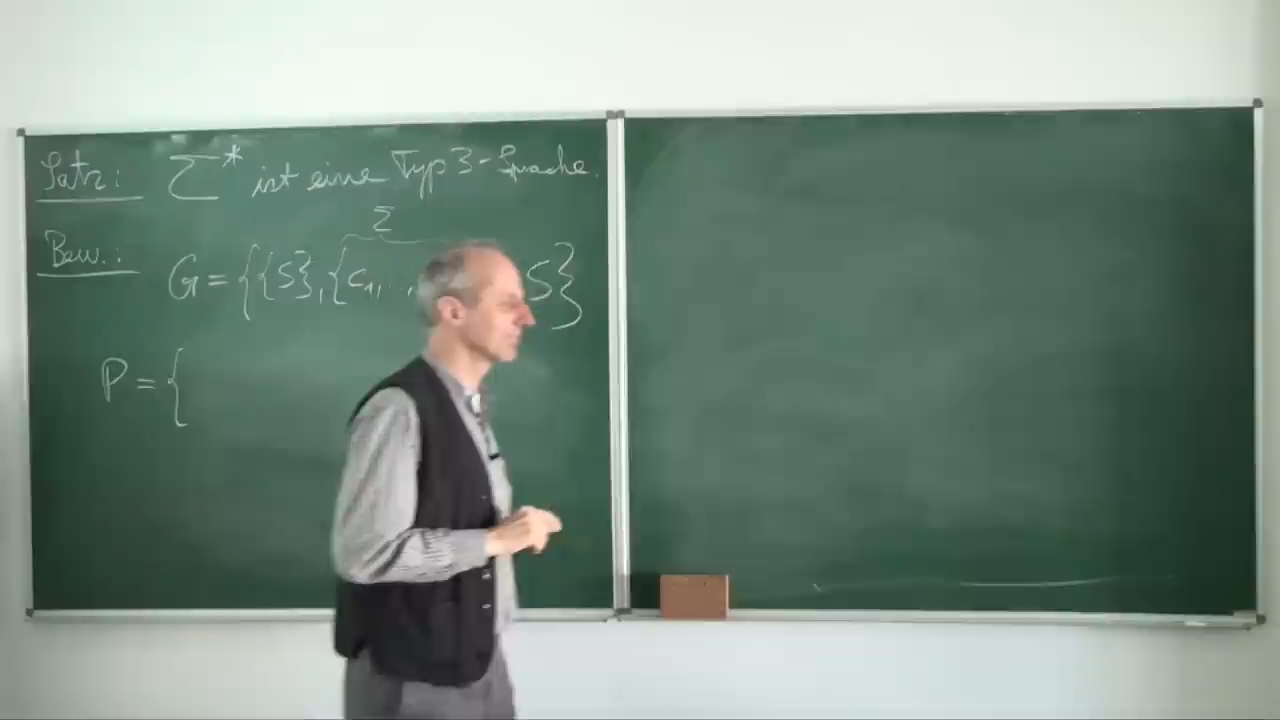 Satz: Σ* ist eine Typ 3-Sprache.
Σ
Bew.: G={{S},{c₁,..., S}
P={